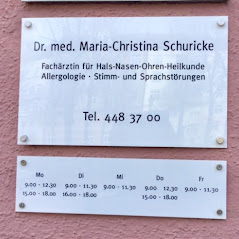 Dr. med. Maria-Christina Schuricke
Fachärztin für Hals-Nasen-Ohren-Heilkunde
Allergologie · Stimm- und Sprachstörungen
Tel. 448 37 00
Mo Di Mi Do Fr
9.00 - 12.30 9.00 - 11.30 9.00 - 11.30 9.00 - 12.30 9.00 - 11.30
15.00 - 18.00 16.00 - 18.00 15.00 - 18.00